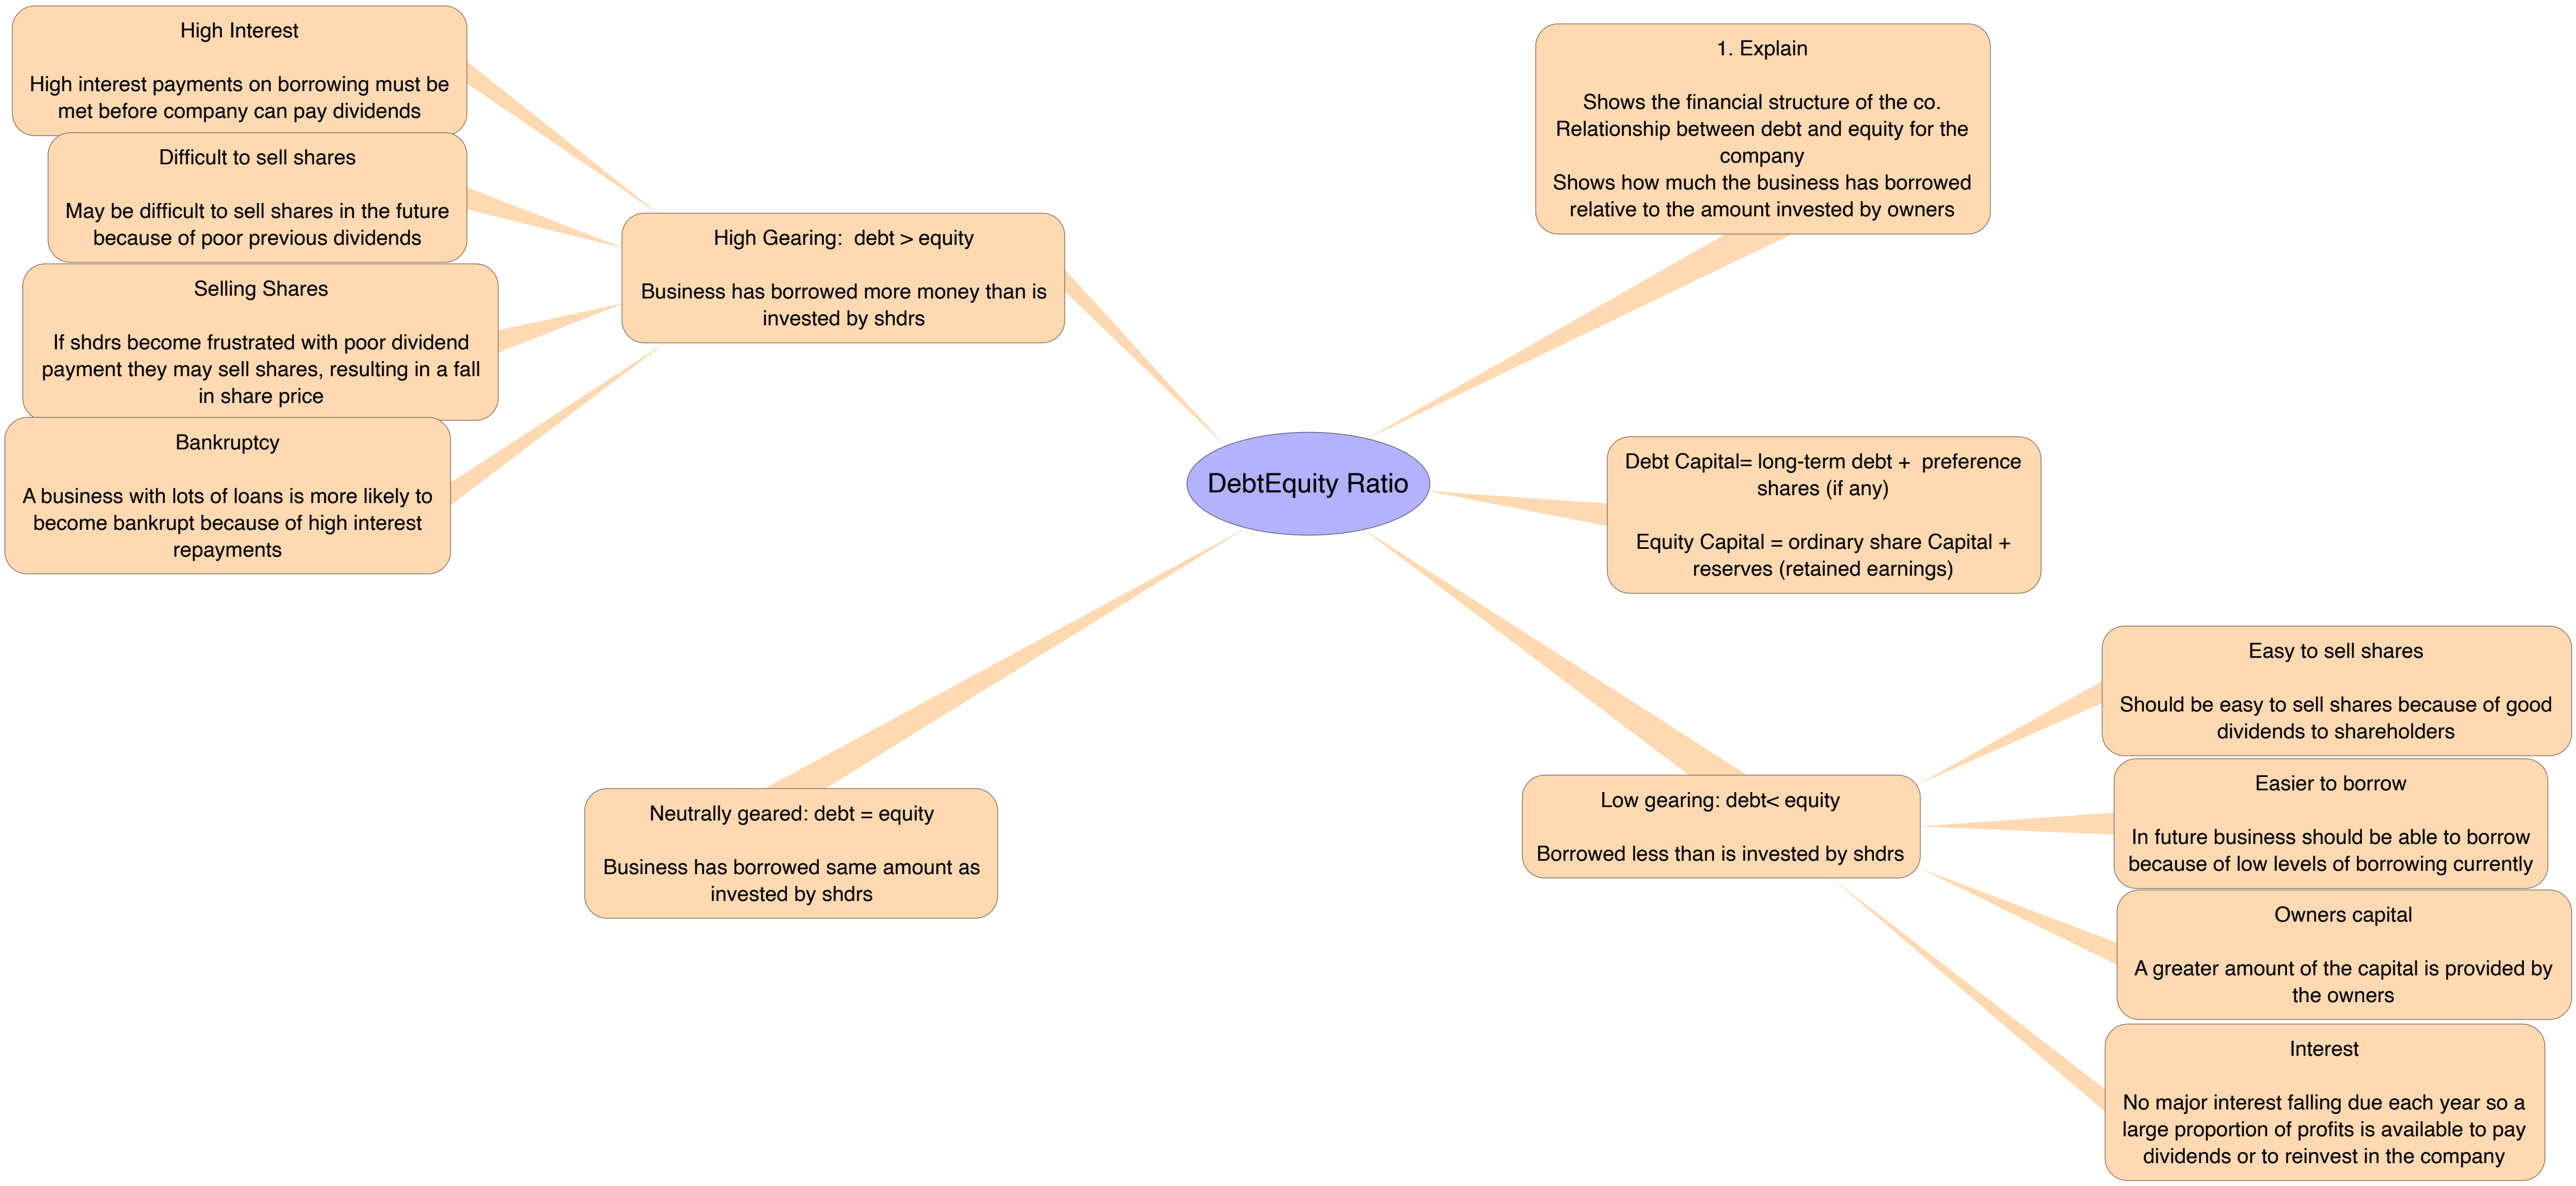 High Interest
High interest payments on borrowing must be
met before company can pay dividends
Difficult to sell shares
May be difficult to sell shares in the future
because of poor previous dividends
Selling Shares
If shdrs become frustrated with poor dividend
payment they may sell shares, resulting in a fall
in share price
Bankruptcy
A business with lots of loans is more likely to
become bankrupt because of high interest
repayments
High Gearing:  debt > equity
Business has borrowed more money than is
invested by shdrs
1. Explain
Shows the financial structure of the co.
Relationship between debt and equity for the
company
Shows how much the business has borrowed
relative to the amount invested by owners
DebtEquity Ratio
Debt Capital= long-term debt +  preference
shares (if any)
Equity Capital = ordinary share Capital +
reserves (retained earnings)
Neutrally geared: debt = equity
Business has borrowed same amount as
invested by shdrs
Low gearing: debt< equity
Borrowed less than is invested by shdrs
Easy to sell shares
Should be easy to sell shares because of good
dividends to shareholders
Easier to borrow
In future business should be able to borrow
because of low levels of borrowing currently
Owners capital
A greater amount of the capital is provided by
the owners
Interest
No major interest falling due each year so a
large proportion of profits is available to pay
dividends or to reinvest in the company